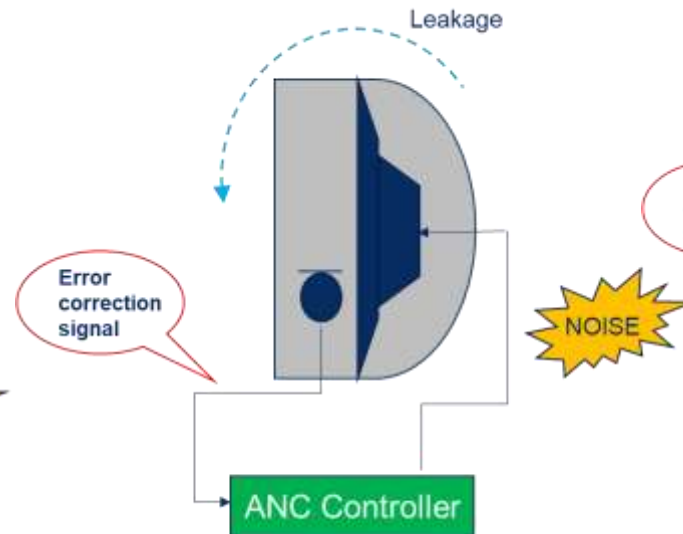 Leakage
Error
correction
signal
NOISE
ANC Controller